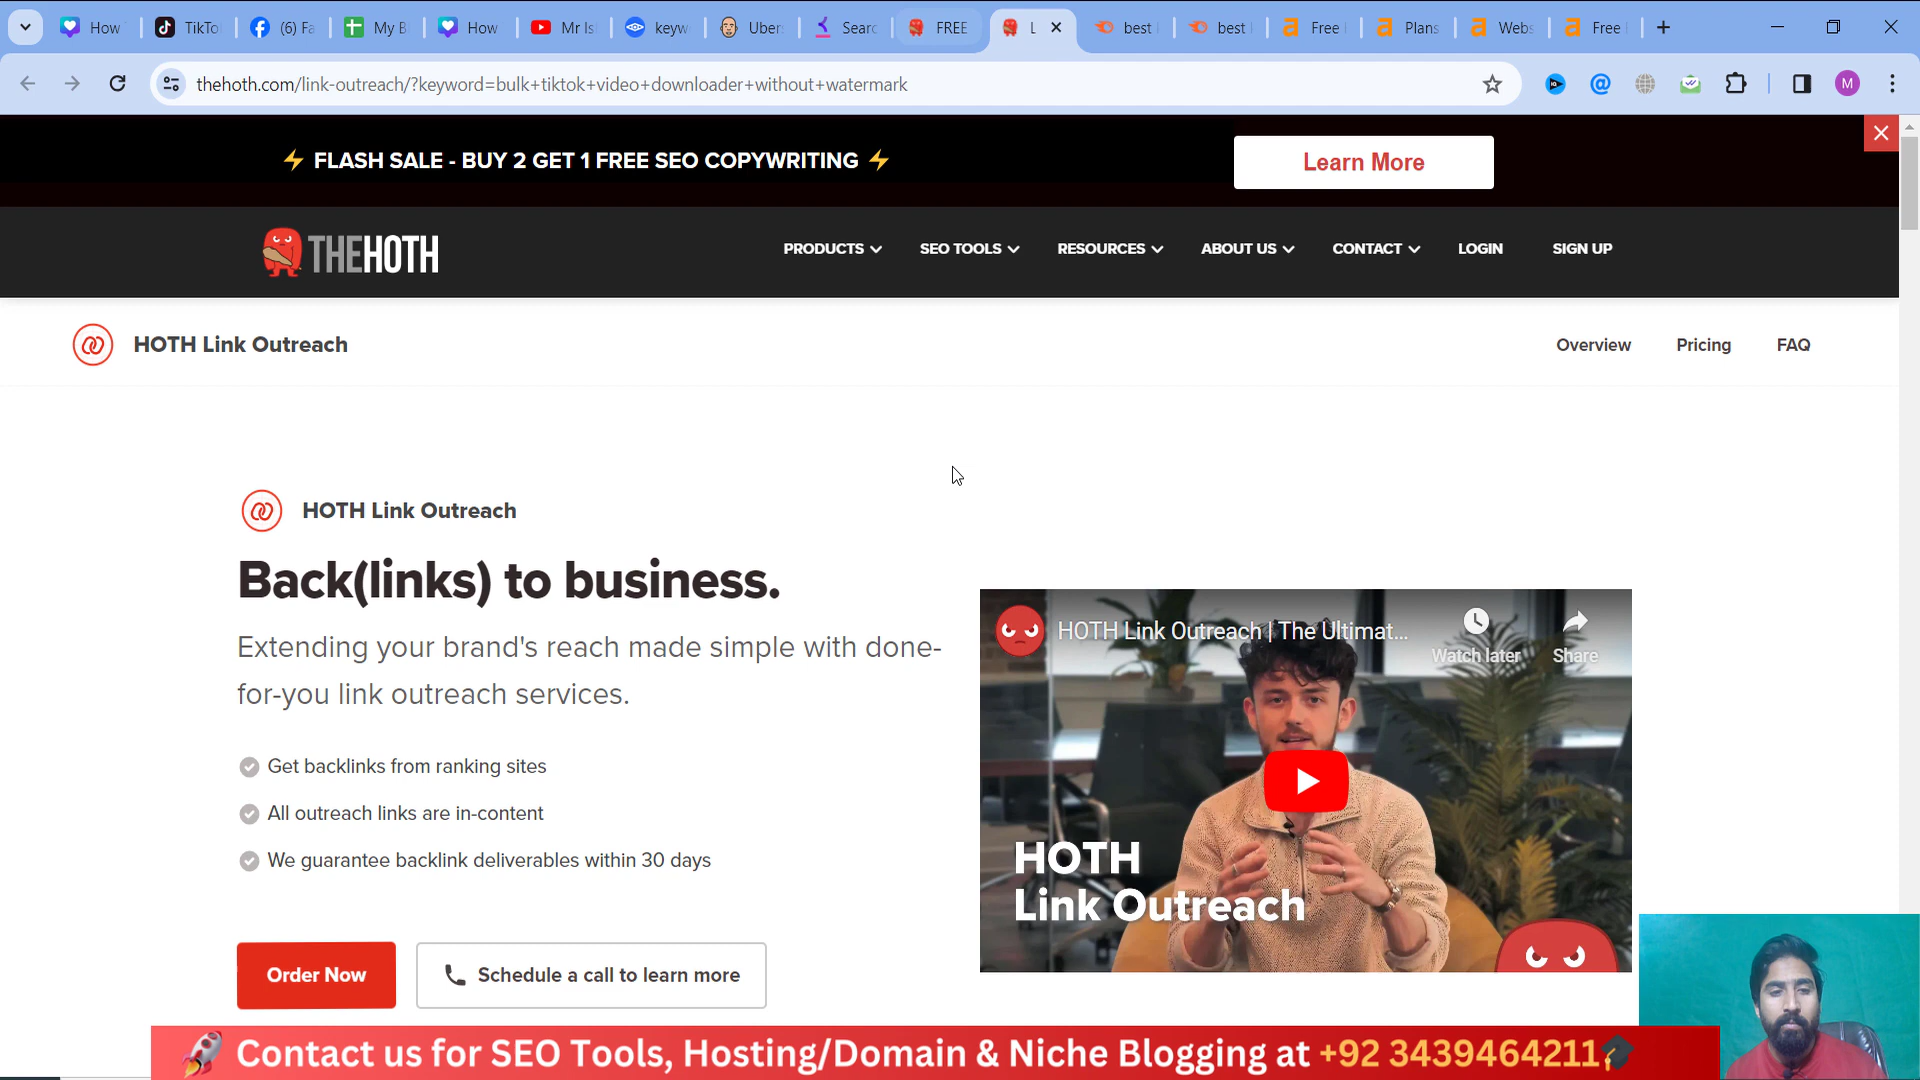 How
TikTo
(6) Fa
My B
How
Mr Is
keyw
Uber
Searc
FREE
L
best
best
Free
Plans
Webs
Free
thehoth.com/link-outreach/?keyword=bulk+tiktok+video+downloader+without+watermark
M
⚡ FLASH SALE - BUY 2 GET 1 FREE SEO COPYWRITING ⚡
Learn More
THEHOTH
PRODUCTS
SEO TOOLS
RESOURCES
ABOUT US
CONTACT
LOGIN
SIGN UP
HOTH Link Outreach
Overview
Pricing
FAQ
HOTH Link Outreach
Back(links) to business.
Extending your brand's reach made simple with done-
for-you link outreach services.
Get backlinks from ranking sites
All outreach links are in-content
We guarantee backlink deliverables within 30 days
Order Now
Schedule a call to learn more
HOTH Link Outreach | The Ultimat...
Watch later
Share
HOTH
Link Outreach
🚀 Contact us for SEO Tools, Hosting/Domain & Niche Blogging at +92 3439464211🎓